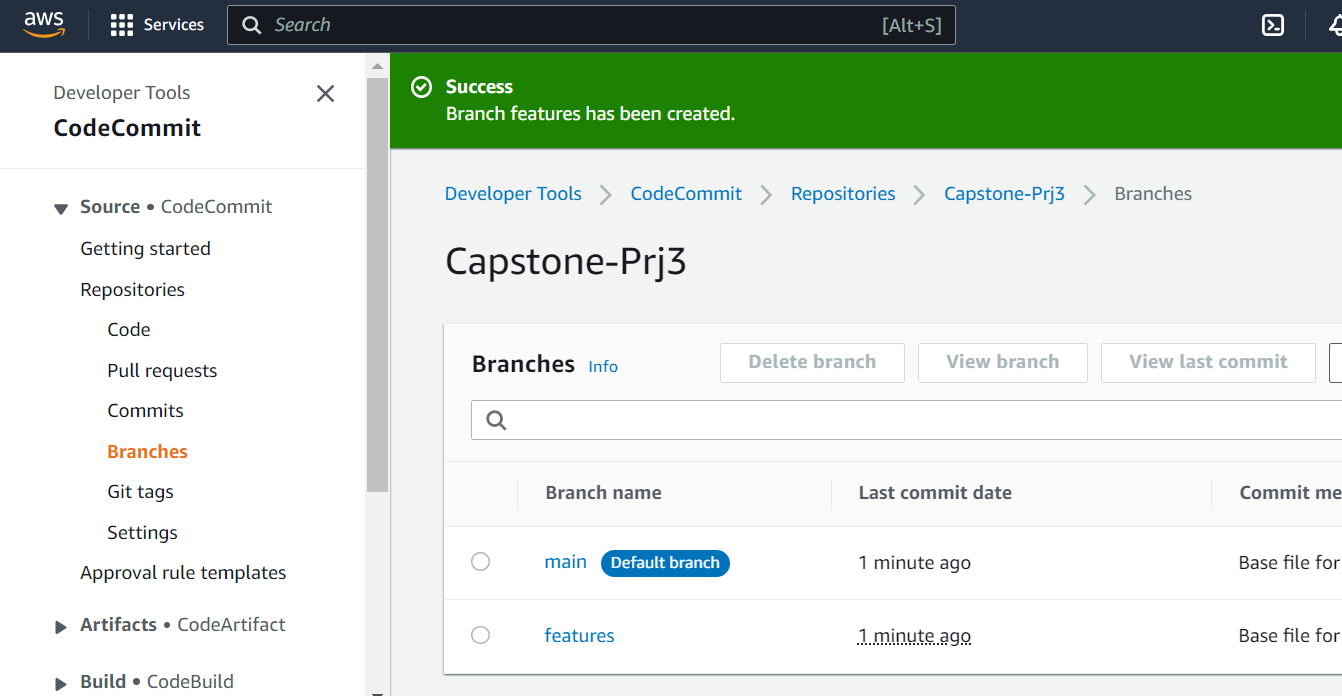 aws Services Search [Alt+S]
Developer Tools
CodeCommit
Source • CodeCommit
Getting started
Repositories
Code
Pull requests
Commits
Branches
Git tags
Settings
Approval rule templates
Artifacts • CodeArtifact
Build • CodeBuild
Success
Branch features has been created.
Developer Tools CodeCommit Repositories Capstone-Prj3 Branches
Capstone-Prj3
Branches Info Delete branch View branch View last commit
Branch name Last commit date Commit me
main Default branch 1 minute ago Base file for
features 1 minute ago Base file for